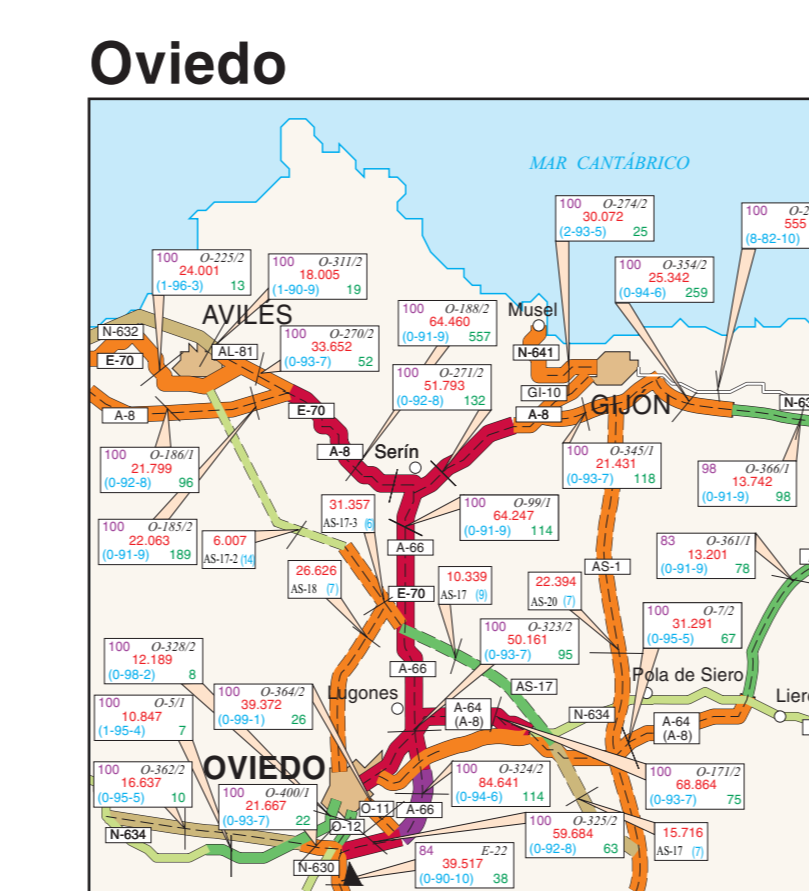 Oviedo
MAR CANTÁBRICO
100 O-274/2
30.072
(2-93-5) 25
100 O-2
555
(8-82-10)
100 O-225/2
24.001
(1-96-3) 13
100 O-311/2
18.005
(1-90-9) 19
100 O-354/2
25.342
(0-94-6) 259
AVILÉS
100 O-188/2
64.460
(0-91-9) 557
Musel
N-632
E-70
AL-81
100 O-270/2
33.652
(0-93-7) 52
N-641
100 O-271/2
51.793
(0-92-8) 132
GI-10
GIJÓN
N-63
A-8
E-70
A-8
A-8
Serín
100 O-186/1
21.799
(0-92-8) 96
100 O-345/1
21.431
(0-93-7) 118
98 O-366/1
13.742
(0-91-9) 98
100 O-185/2
22.063
(0-91-9) 189
6.007
AS-17-2 (14)
31.357
AS-17-3 (6)
100 O-99/1
64.247
(0-91-9) 114
A-66
83 O-361/1
13.201
(0-91-9) 78
26.626
AS-18 (7)
E-70
10.339
AS-17 (9)
22.394
AS-20 (7)
AS-1
100 O-7/2
31.291
(0-95-5) 67
100 O-323/2
50.161
(0-93-7) 95
100 O-328/2
12.189
(0-98-2) 8
A-66
100 O-364/2
39.372
(0-99-1) 26
Lugones
AS-17
Pola de Siero
Lier
100 O-5/1
10.847
(1-95-4) 7
A-64
(A-8)
N-634
A-64
(A-8)
OVIEDO
100 O-362/2
16.637
(0-95-5) 10
100 O-400/1
21.667
(0-93-7) 22
100 O-324/2
84.641
(0-94-6) 114
100 O-171/2
68.864
(0-93-7) 75
O-11
A-66
O-12
N-634
100 O-325/2
59.684
(0-92-8) 63
15.716
AS-17 (7)
84 E-22
39.517
(0-90-10) 38
N-630